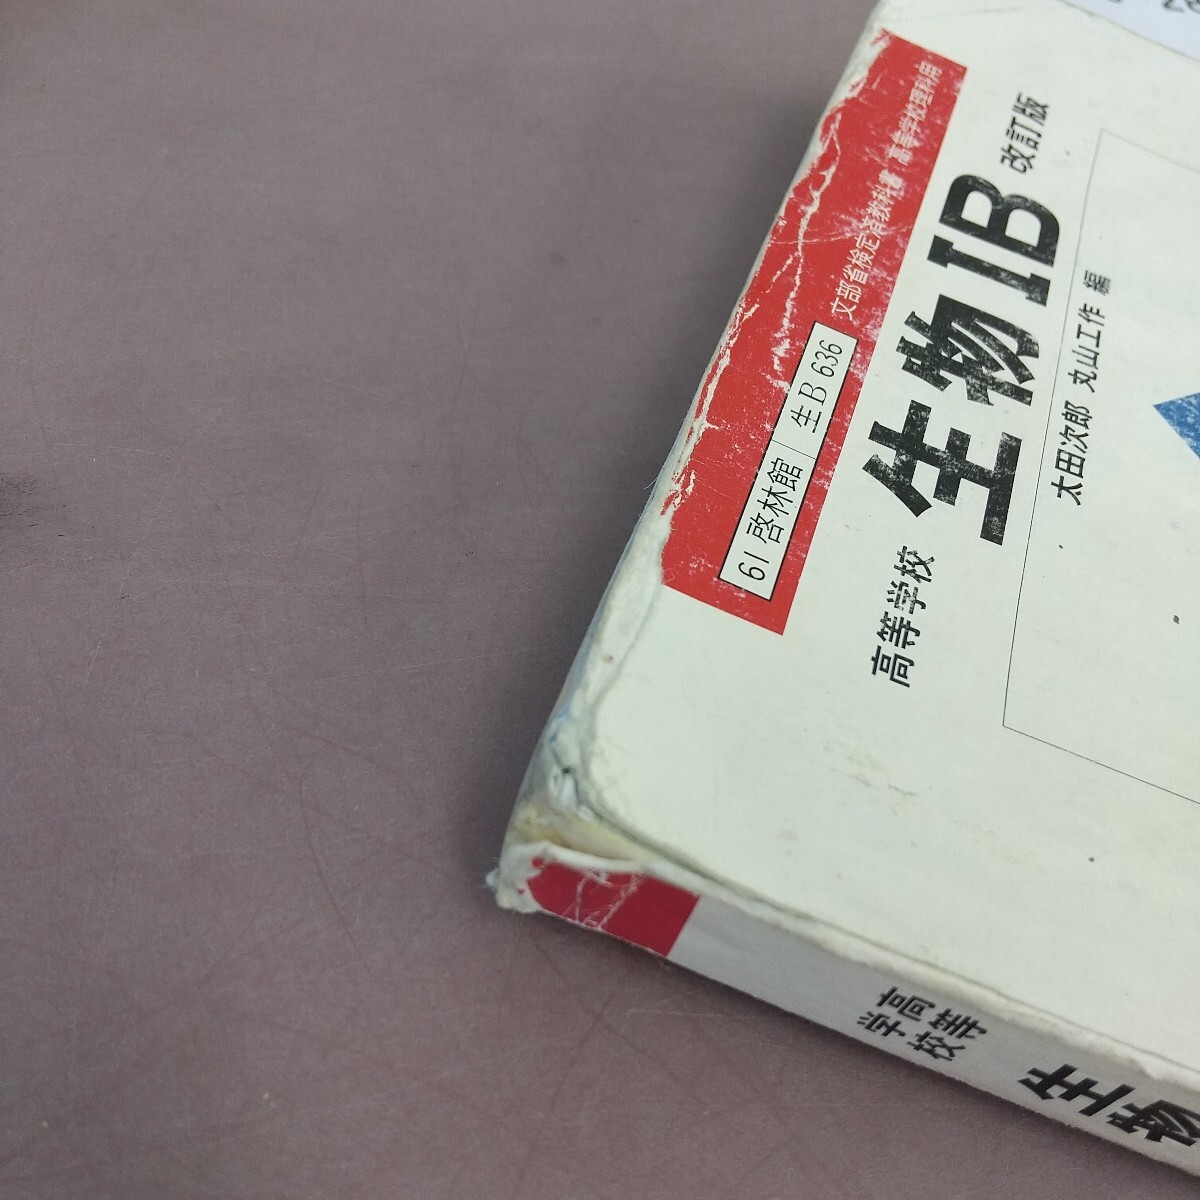 文部省検定済教科書 高等学校理科用
61 啓林館 生B 636
高等学校 生物IB 改訂版
太田次郎 丸山工作 編
高等学校
生物